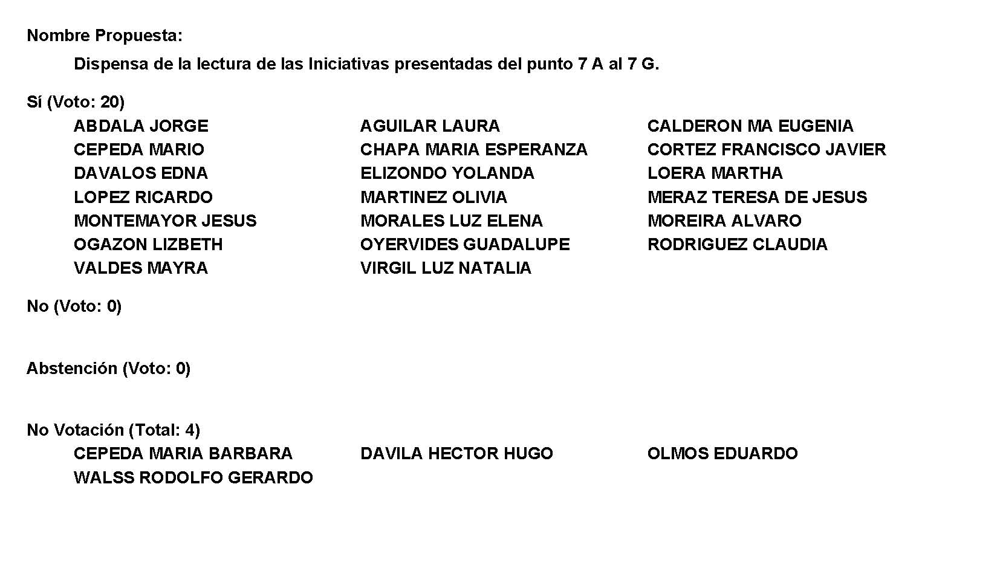 Nombre Propuesta:
Dispensa de la lectura de las Iniciativas presentadas del punto 7 A al 7 G.
Sí (Voto: 20)
ABDALA JORGE AGUILAR LAURA CALDERON MA EUGENIA
CEPEDA MARIO CHAPA MARIA ESPERANZA CORTEZ FRANCISCO JAVIER
DAVALOS EDNA ELIZONDO YOLANDA LOERA MARTHA
LOPEZ RICARDO MARTINEZ OLIVIA MERAZ TERESA DE JESUS
MONTEMAYOR JESUS MORALES LUZ ELENA MOREIRA ALVARO
OGAZON LIZBETH OYERVIDES GUADALUPE RODRIGUEZ CLAUDIA
VALDES MAYRA VIRGIL LUZ NATALIA
No (Voto: 0)
Abstención (Voto: 0)
No Votación (Total: 4)
CEPEDA MARIA BARBARA DAVILA HECTOR HUGO OLMOS EDUARDO
WALSS RODOLFO GERARDO